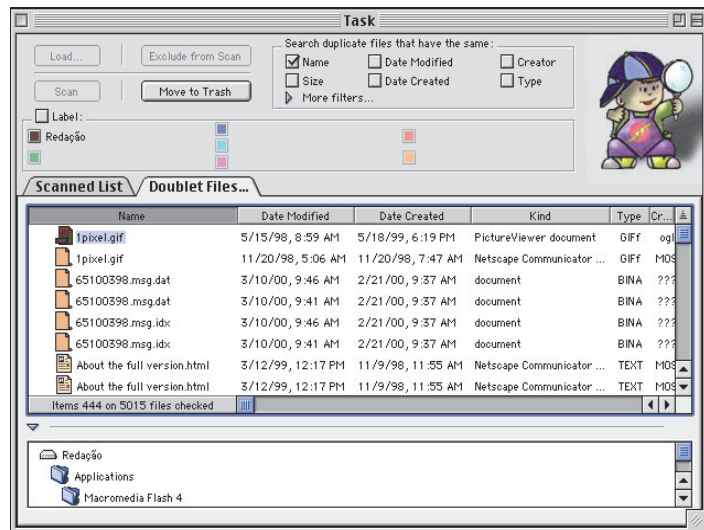 Task
Load...
Exclude from Scan
Scan
Move to Trash
Search duplicate files that have the same:
Name Date Modified Creator
Size Date Created Type
More filters...
Label:
Redação
Scanned List Doublet Files...
Name Date Modified Date Created Kind Type Cr...
1pixel.gif 5/15/98, 8:59 AM 5/18/99, 6:19 PM PictureViewer document GIFf ogl
1pixel.gif 11/20/98, 5:06 AM 11/20/98, 7:47 AM Netscape Communicator ... GIFf MOS
65100398.msg.dat 3/10/00, 9:46 AM 2/21/00, 9:37 AM document BINA ???
65100398.msg.dat 3/10/00, 9:41 AM 2/21/00, 9:37 AM document BINA ???
65100398.msg.idx 3/10/00, 9:46 AM 2/21/00, 9:37 AM document BINA ???
65100398.msg.idx 3/10/00, 9:41 AM 2/21/00, 9:37 AM document BINA ???
About the full version.html 3/12/99, 12:17 PM 11/9/98, 11:55 AM Netscape Communicator ... TEXT MOS
About the full version.html 3/12/99, 12:17 PM 11/9/98, 11:55 AM Netscape Communicator ... TEXT MOS
Items 444 on 5015 files checked
Redação
Applications
Macromedia Flash 4